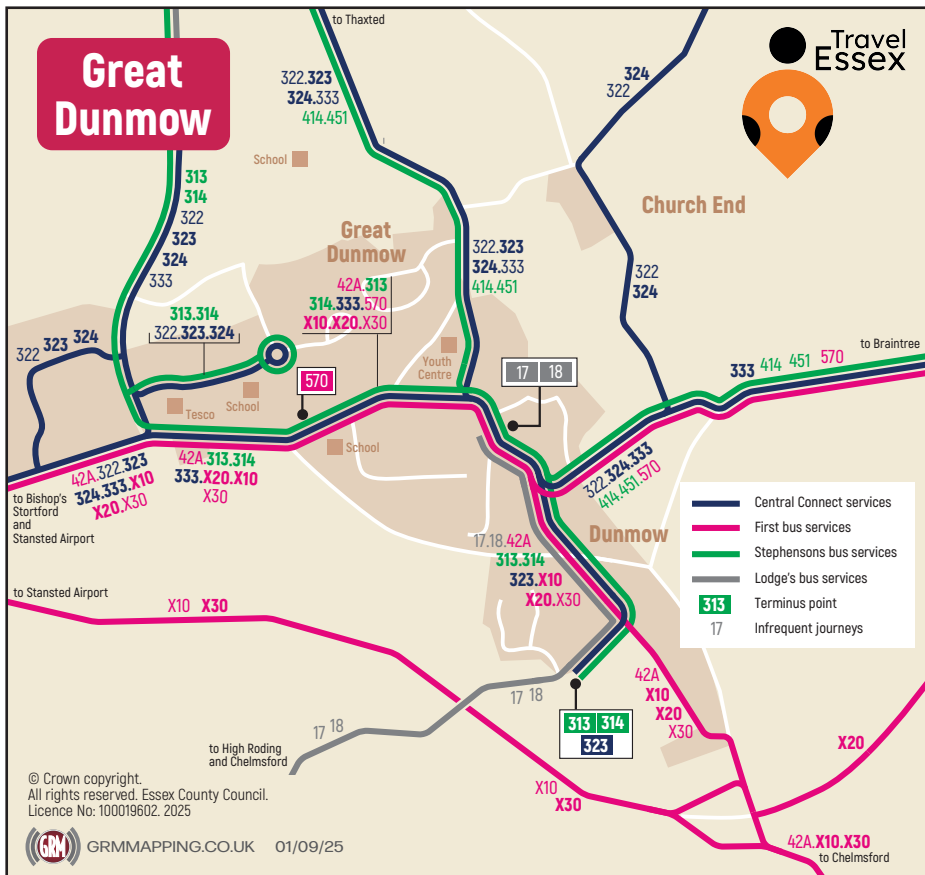 Great
Dunmow
to Thaxted
Travel
Essex
322.323
324.333
414.451
324
322
School
313
314
322
323
324
333
Church End
Great
Dunmow
322.323
324.333
414.451
322
324
42A.313
314.333.570
X10.X20.X30
313.314
322.323.324
322 323 324
to Braintree
Youth
Centre
17 18
333 414 451 570
570
Tesco
School
School
42A.322.323
324.333.X10
X20.X30
42A.313.314
333.X20.X10
X30
322.324.333
414.451.570
to Bishop's
Stortford
and
Stansted Airport
Dunmow
17.18.42A
313.314
323.X10
X20.X30
Central Connect services
First bus services
Stephensons bus services
Lodge's bus services
313 Terminus point
17 Infrequent journeys
to Stansted Airport
X10 X30
42A
X10
X20
X30
17 18
313 314
323
17 18
to High Roding
and Chelmsford
X20
X10
X30
42A.X10.X30
to Chelmsford
© Crown copyright.
All rights reserved. Essex County Council.
Licence No: 100019602. 2025
GRM GRMMAPPING.CO.UK 01/09/25